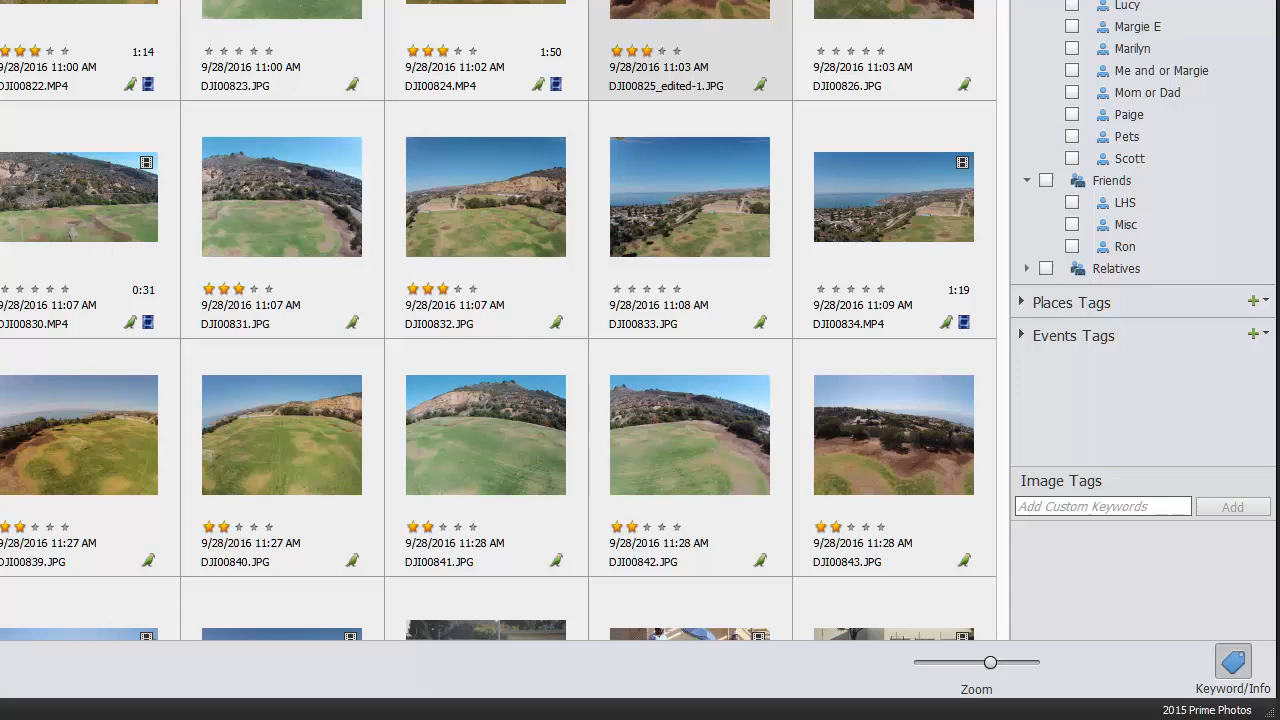 1:14
9/28/2016 11:00 AM
DJI00822.MP4
9/28/2016 11:00 AM
DJI00823.JPG
1:50
9/28/2016 11:02 AM
DJI00824.MP4
9/28/2016 11:03 AM
DJI00825_edited-1.JPG
9/28/2016 11:03 AM
DJI00826.JPG
0:31
9/28/2016 11:07 AM
DJI00830.MP4
9/28/2016 11:07 AM
DJI00831.JPG
9/28/2016 11:07 AM
DJI00832.JPG
9/28/2016 11:08 AM
DJI00833.JPG
1:19
9/28/2016 11:09 AM
DJI00834.MP4
9/28/2016 11:27 AM
DJI00839.JPG
9/28/2016 11:27 AM
DJI00840.JPG
9/28/2016 11:28 AM
DJI00841.JPG
9/28/2016 11:28 AM
DJI00842.JPG
9/28/2016 11:28 AM
DJI00843.JPG
Lucy
Margie E
Marilyn
Me and or Margie
Mom or Dad
Paige
Pets
Scott
Friends
LHS
Misc
Ron
Relatives
Places Tags
Events Tags
Image Tags
Add Custom Keywords
Add
Zoom
Keyword/Info
2015 Prime Photos